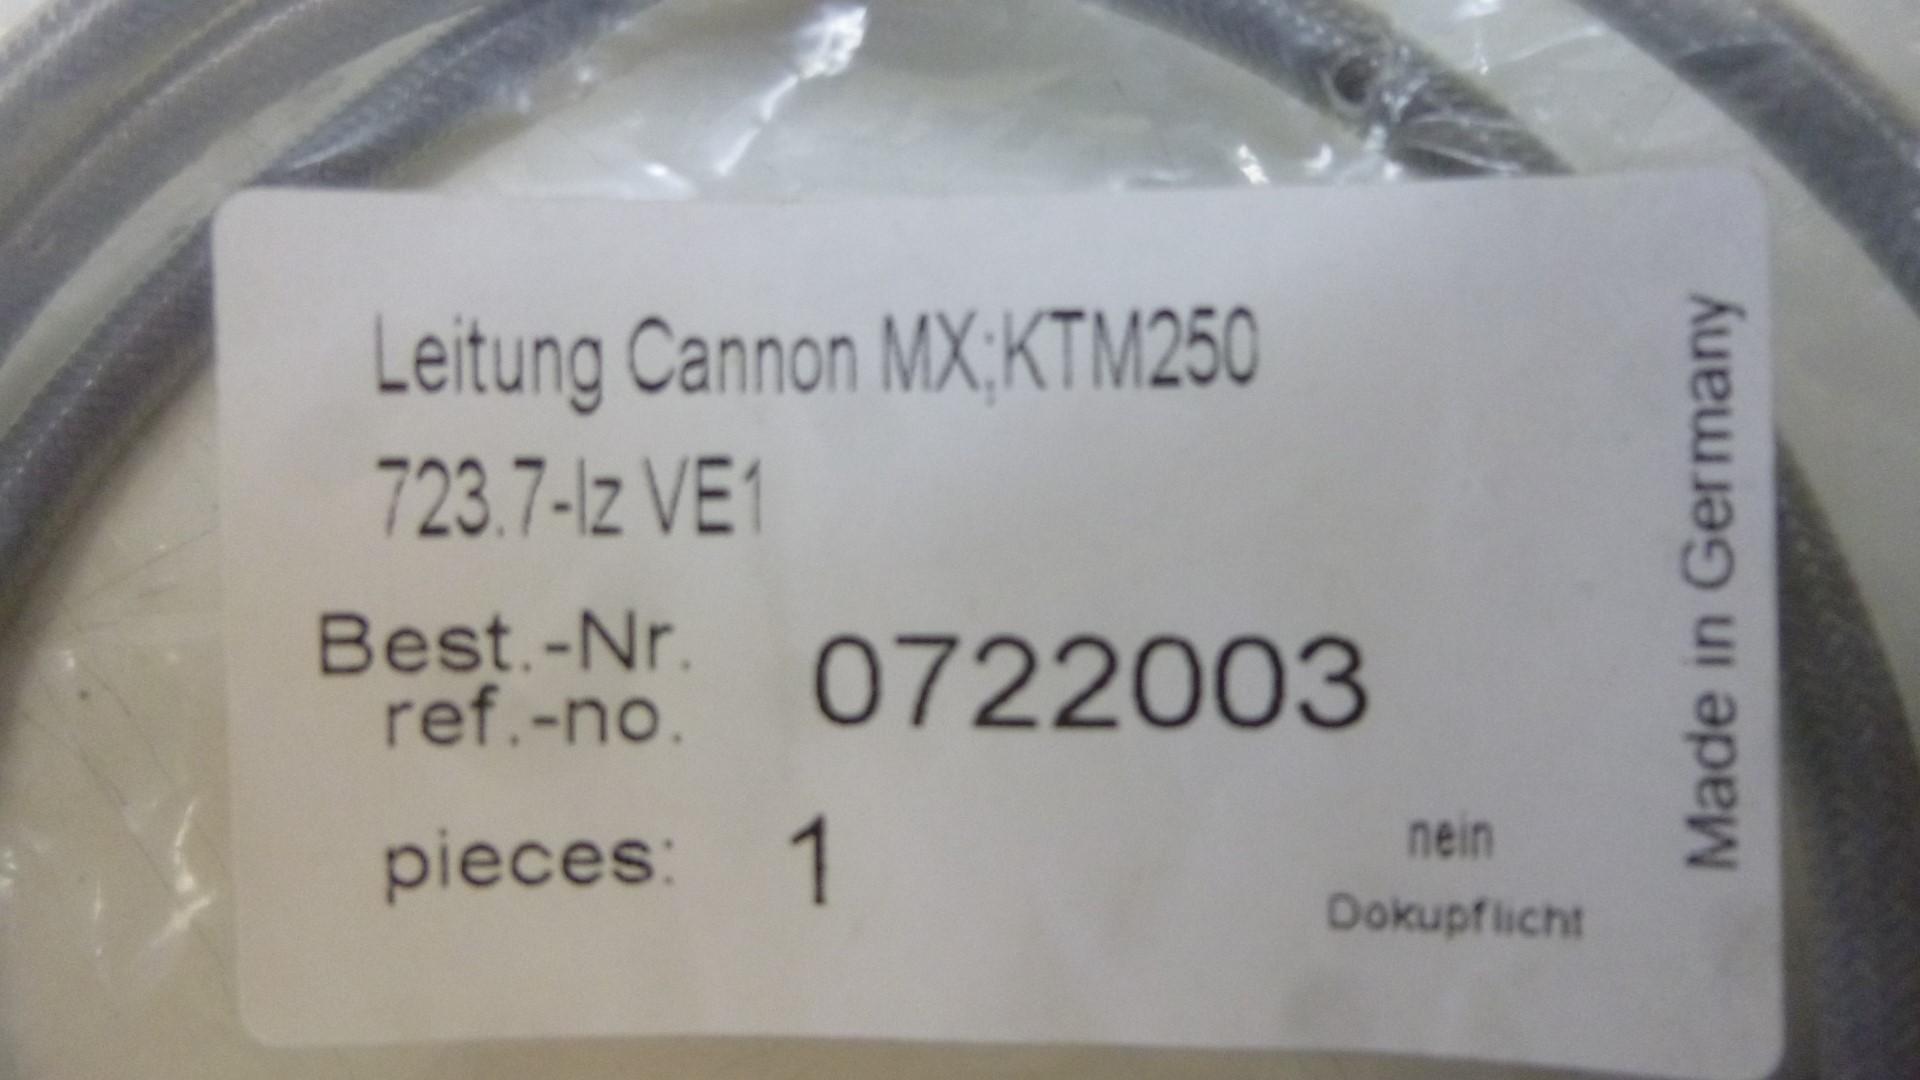 Leitung Cannon MX;KTM250
723.7-lz VE1
Best.-Nr.
ref.-no.
0722003
pieces: 1
nein
Dokupflicht
Made in Germany